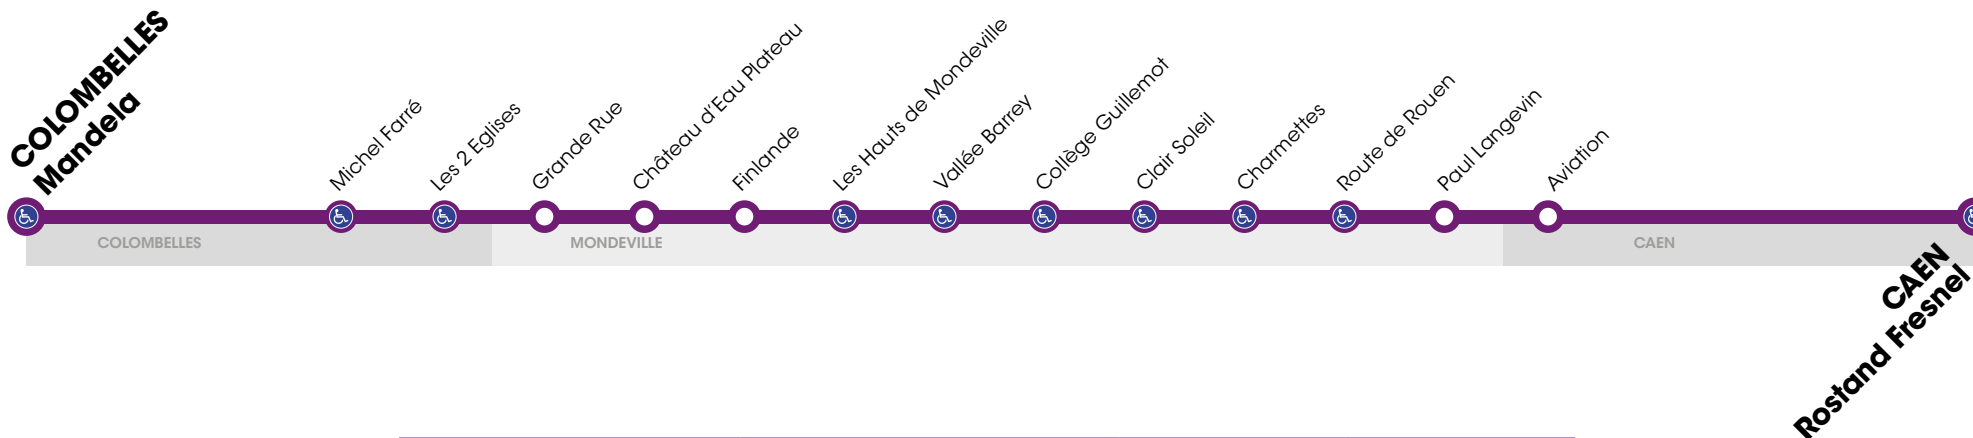 COLOMBELLES
Mandela
Michel Farré
Les 2 Eglises
Grande Rue
Château d'Eau Plateau
Finlande
Les Hauts de Mondeville
Vallée Barrey
Collège Guillemot
Clair Soleil
Charmettes
Route de Rouen
Paul Langevin
Aviation
COLOMBELLES
MONDEVILLE
CAEN
CAEN
Rostand Fresnel